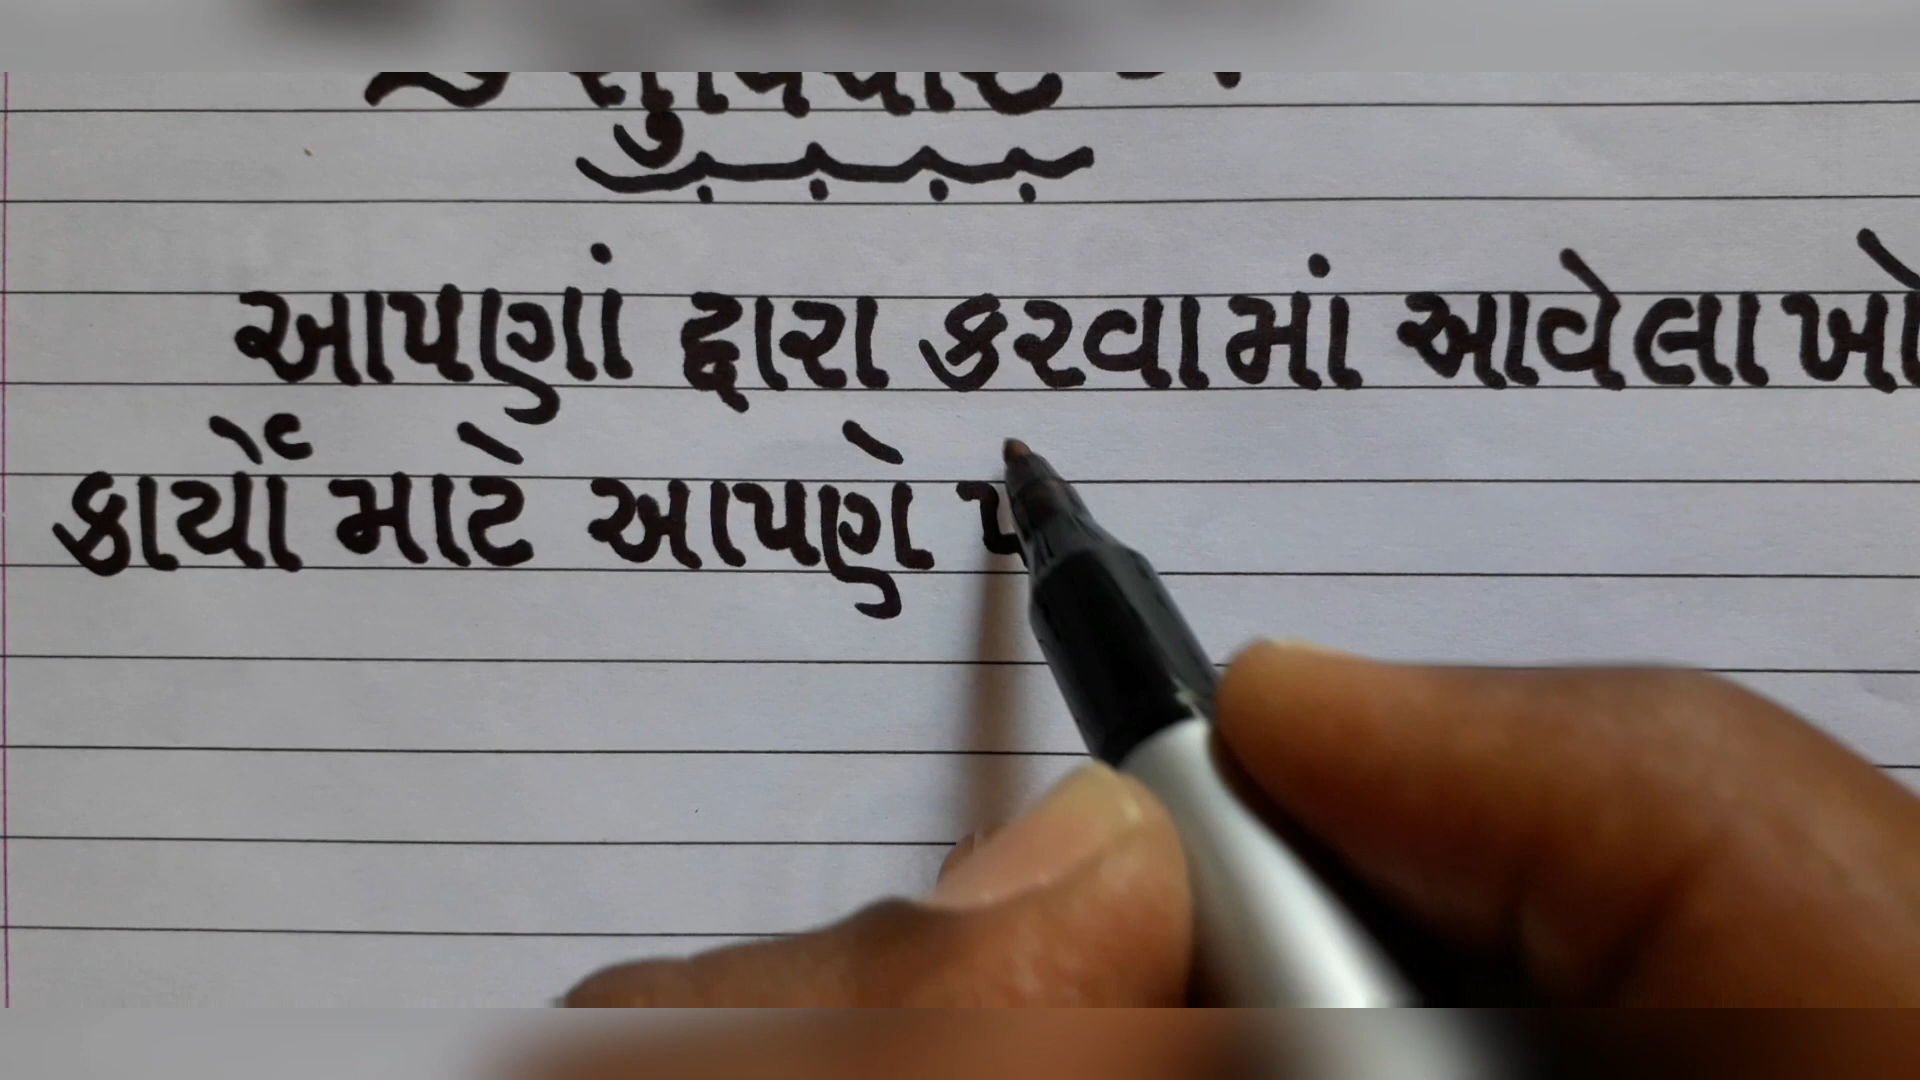 સુવિચાર
આપણાં દ્વારા કરવામાં આવેલા
કાર્યો માટે આપણે